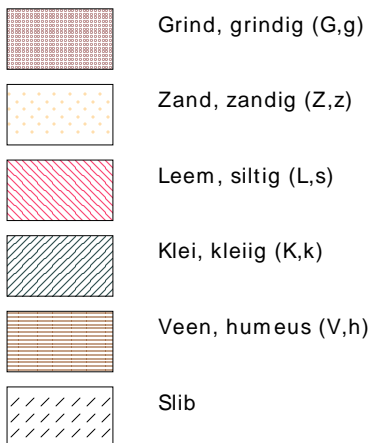 Grind, grindig (G,g)
Zand, zandig (Z,z)
Leem, siltig (L,s)
Klei, kleiig (K,k)
Veen, humeus (V,h)
Slib